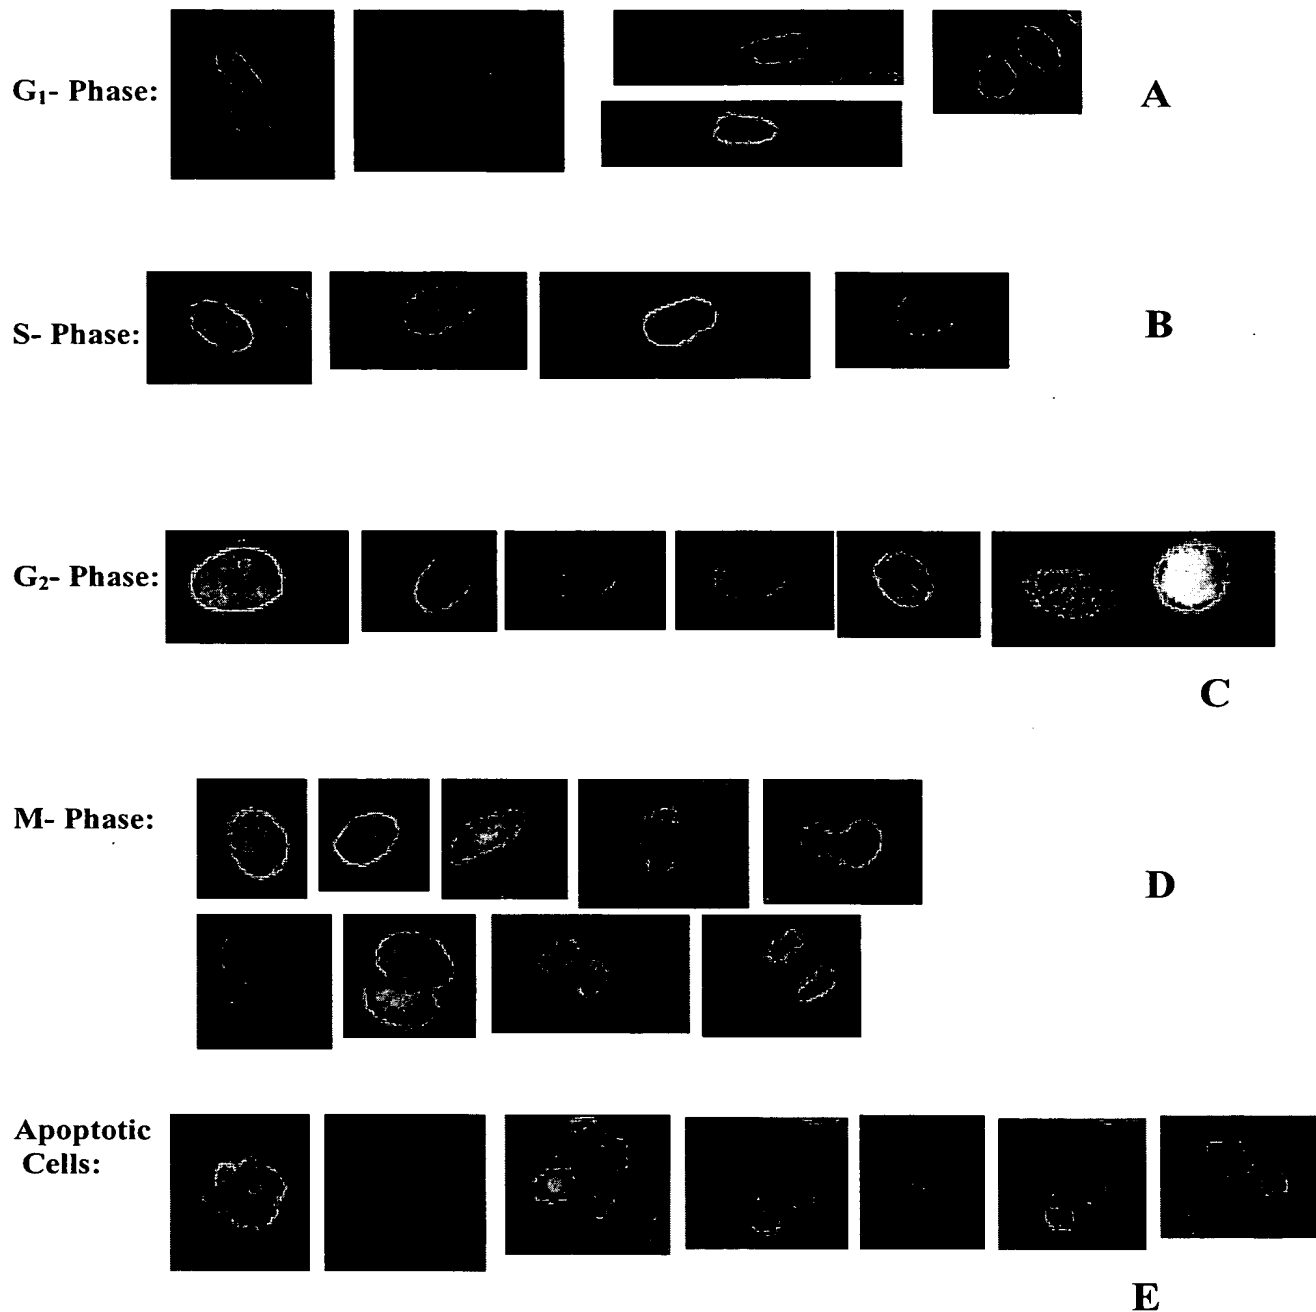 G₁- Phase:
A
S- Phase:
B
G₂- Phase:
C
M- Phase:
D
Apoptotic
Cells:
E